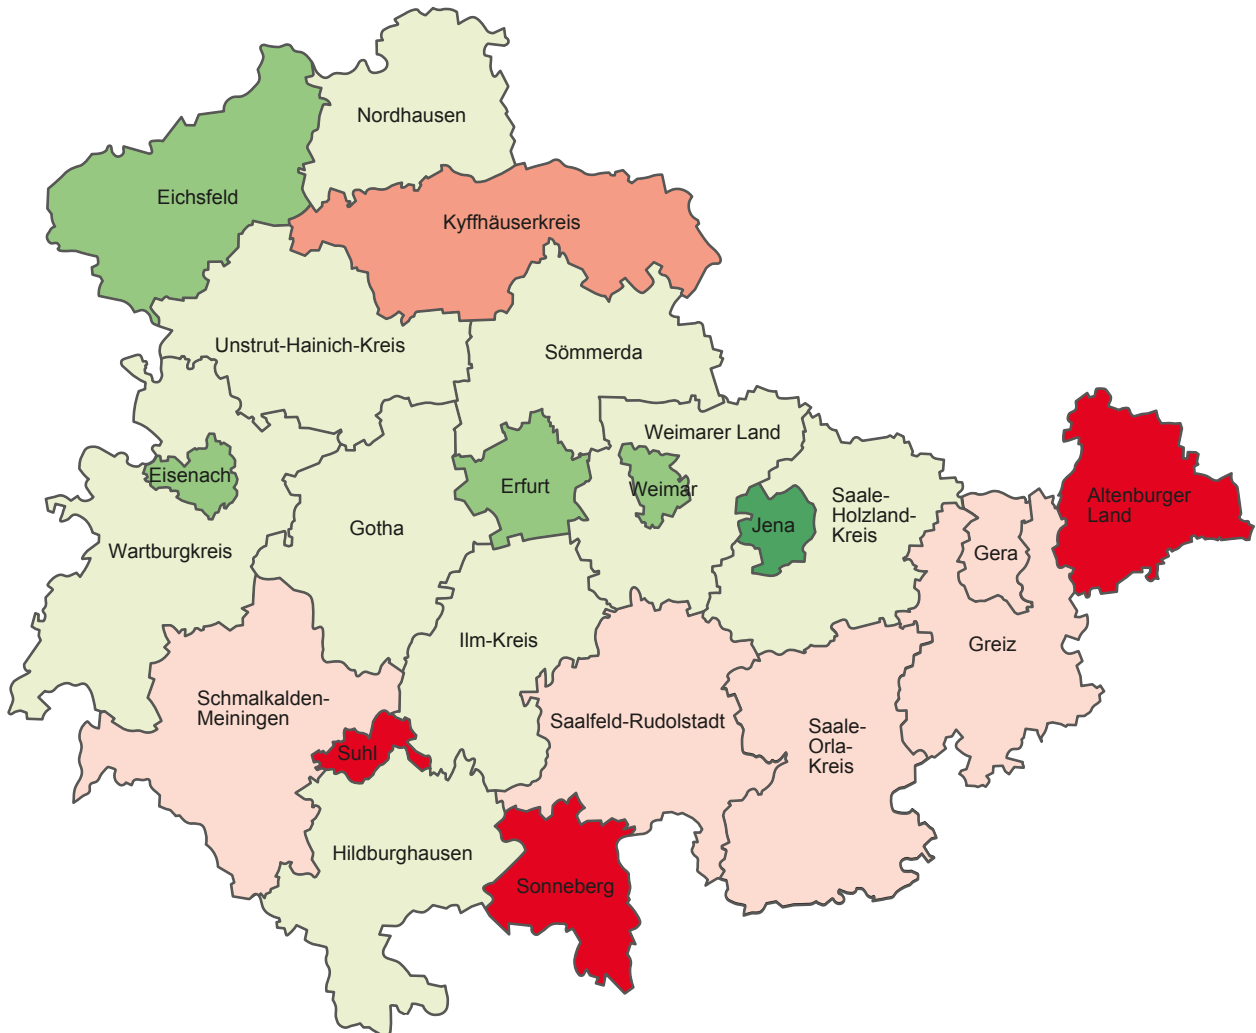 Nordhausen
Eichsfeld
Kyffhäuserkreis
Unstrut-Hainich-Kreis
Sömmerda
Weimarer Land
Eisenach
Erfurt
Weimar
Saale-
Holzland-
Kreis
Altenburger
Land
Jena
Gotha
Wartburgkreis
Gera
Ilm-Kreis
Greiz
Schmalkalden-
Meiningen
Saalfeld-Rudolstadt
Saale-
Orla-
Kreis
Suhl
Hildburghausen
Sonneberg